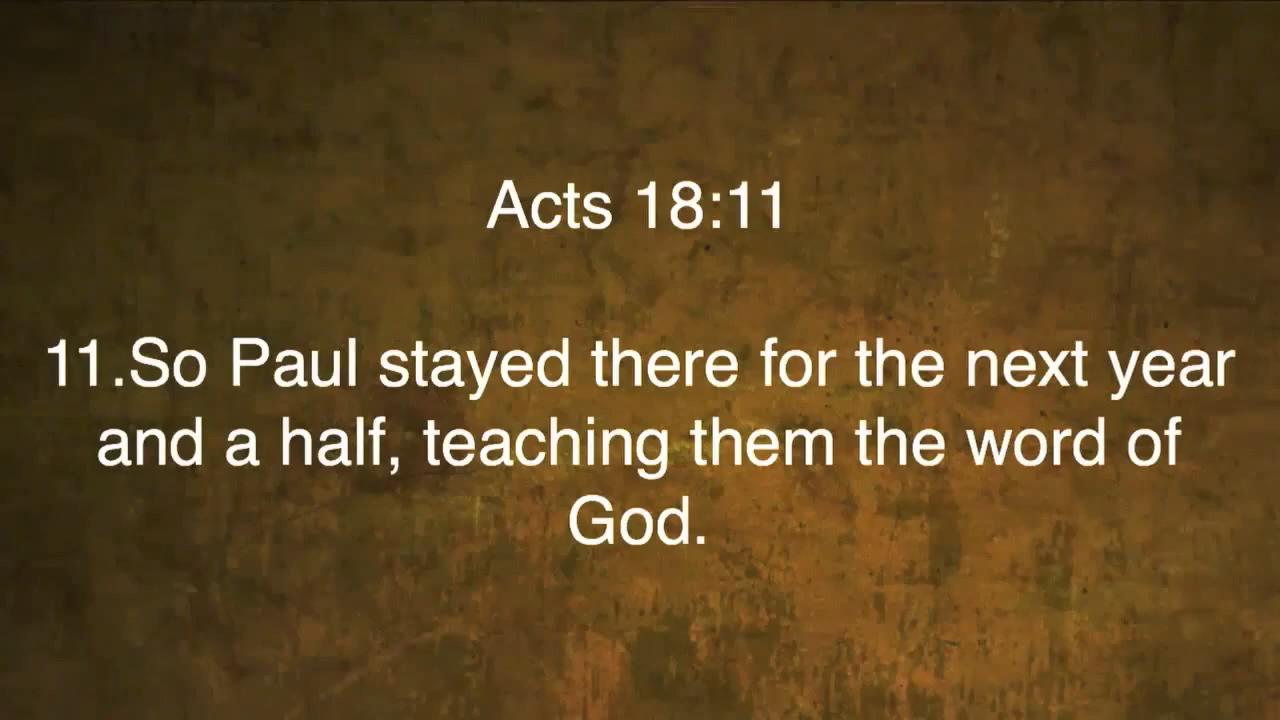 Acts 18:11
11.So Paul stayed there for the next year
and a half, teaching them the word of
God.